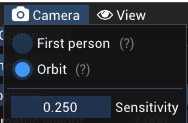 Camera View
First person (?)
Orbit (?)
0.250 Sensitivity